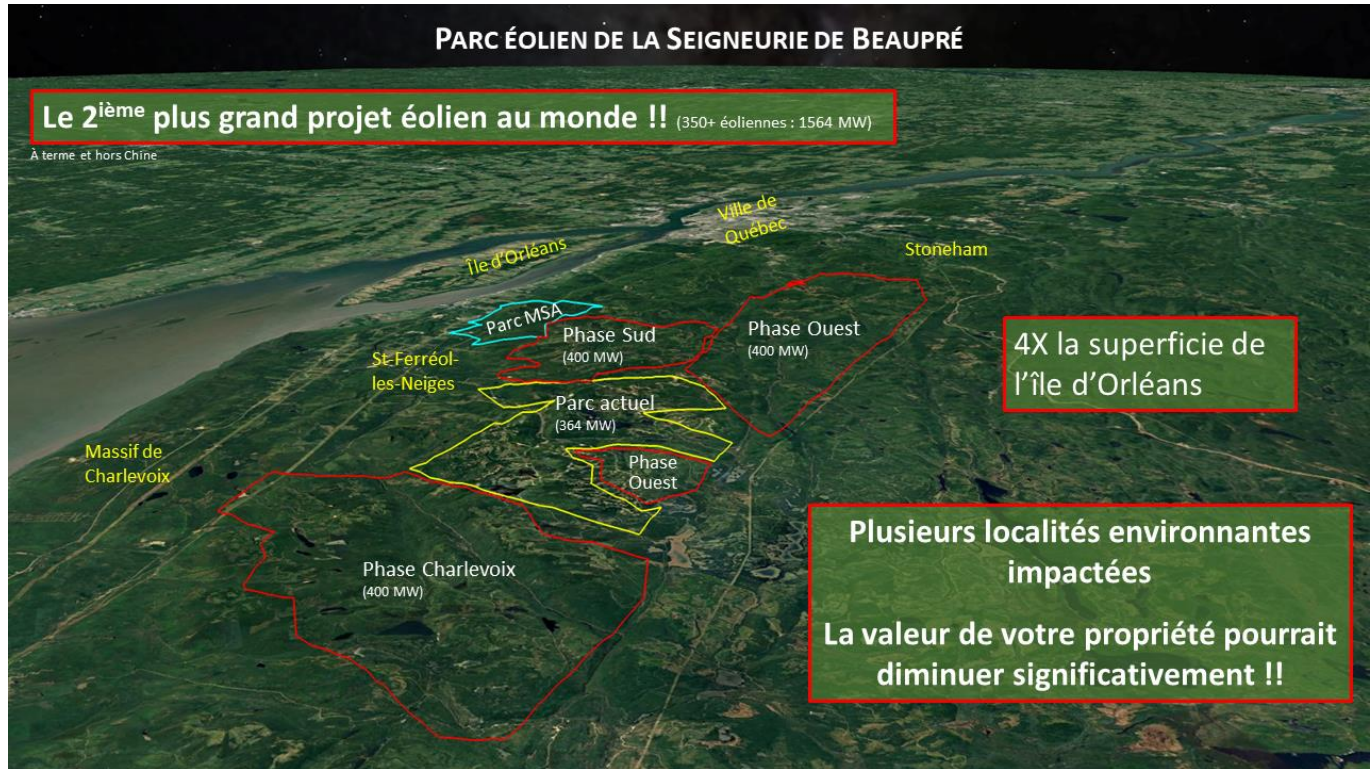 PARC ÉOLIEN DE LA SEIGNEURIE DE BEAUPRÉ
Le 2ième plus grand projet éolien au monde !! (350+ éoliennes : 1564 MW)
À terme et hors Chine
Ville de
Québec
Île d'Orléans
Stoneham
Parc MSA
Phase Sud
(400 MW)
Phase Ouest
(400 MW)
4X la superficie de
l'île d'Orléans
St-Ferréol-
les-Neiges
Parc actuel
(364 MW)
Massif de
Charlevoix
Phase
Ouest
Phase Charlevoix
(400 MW)
Plusieurs localités environnantes
impactées
La valeur de votre propriété pourrait
diminuer significativement !!